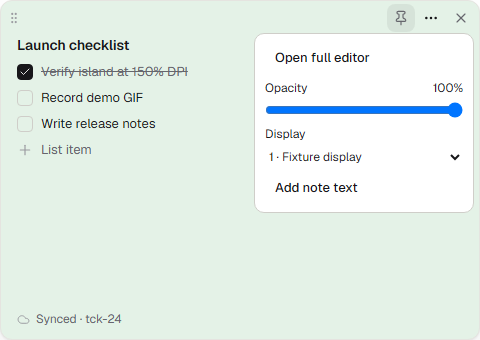 Launch checklist
Verify island at 150% DPI
Record demo GIF
Write release notes
List item
Open full editor
Opacity 100%
Display
1 · Fixture display
Add note text
Synced · tck-24